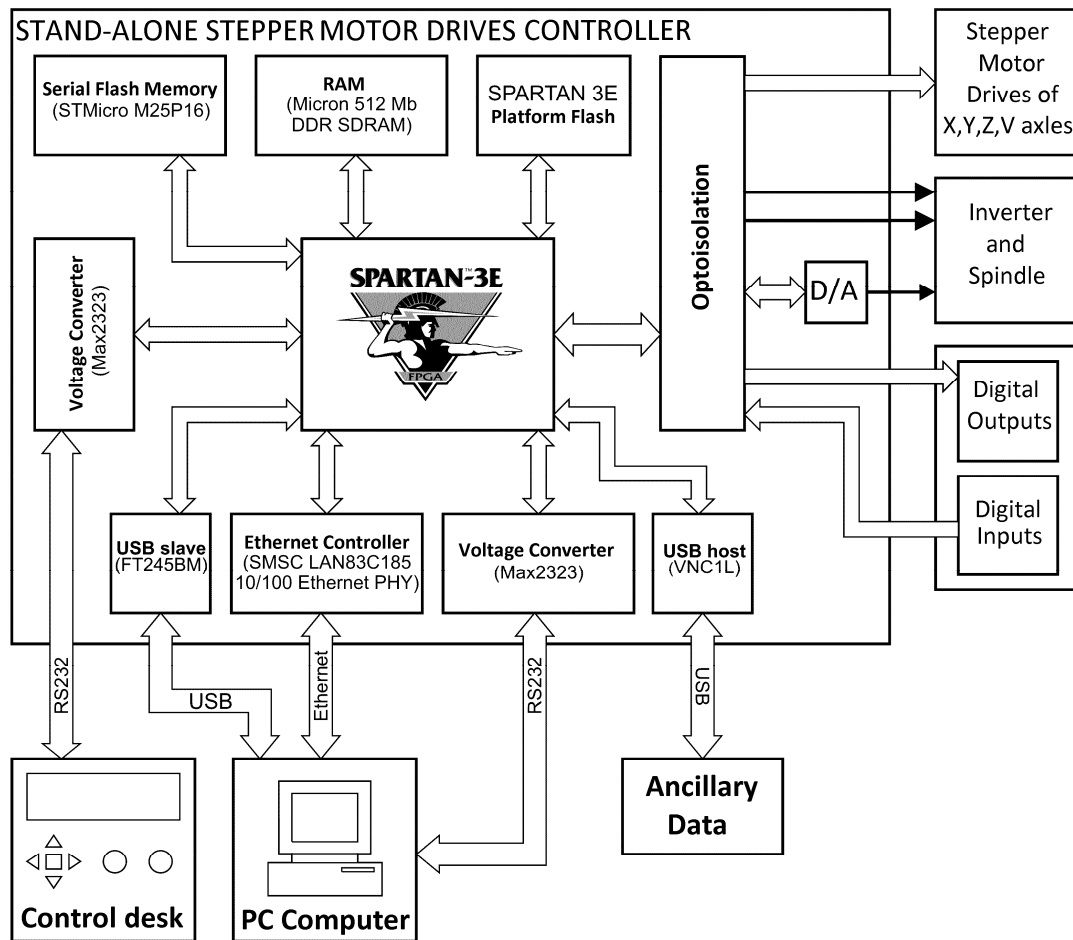 STAND-ALONE STEPPER MOTOR DRIVES CONTROLLER
Serial Flash Memory
(STMicro M25P16)
RAM
(Micron 512 Mb
DDR SDRAM)
SPARTAN 3E
Platform Flash
Optoisolation
Stepper
Motor
Drives of
X,Y,Z,V axles
Inverter
and
Spindle
D/A
Voltage Converter
(Max2323)
SPARTAN™-3E
FPGA
Digital
Outputs
Digital
Inputs
USB slave
(FT245BM)
Ethernet Controller
(SMSC LAN83C185
10/100 Ethernet PHY)
Voltage Converter
(Max2323)
USB host
(VNC1L)
RS232
USB
Ethernet
RS232
USB
Control desk
PC Computer
Ancillary
Data